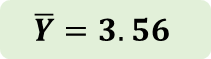 Y̅ = 3.56